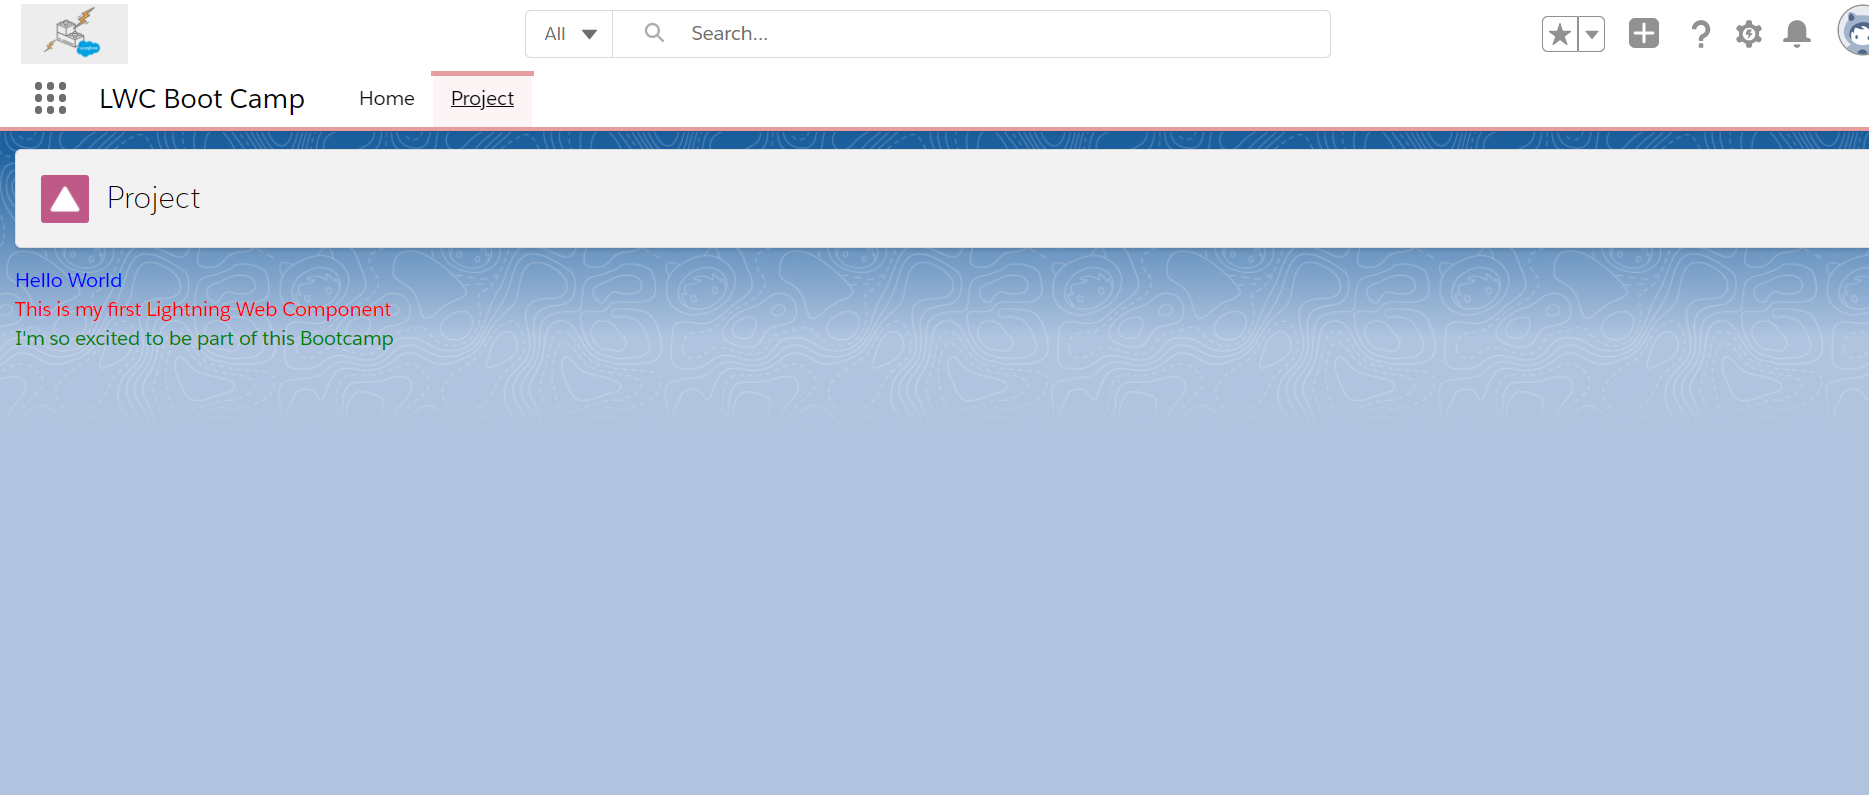 All Search...
LWC Boot Camp Home Project
Project
Hello World
This is my first Lightning Web Component
I'm so excited to be part of this Bootcamp